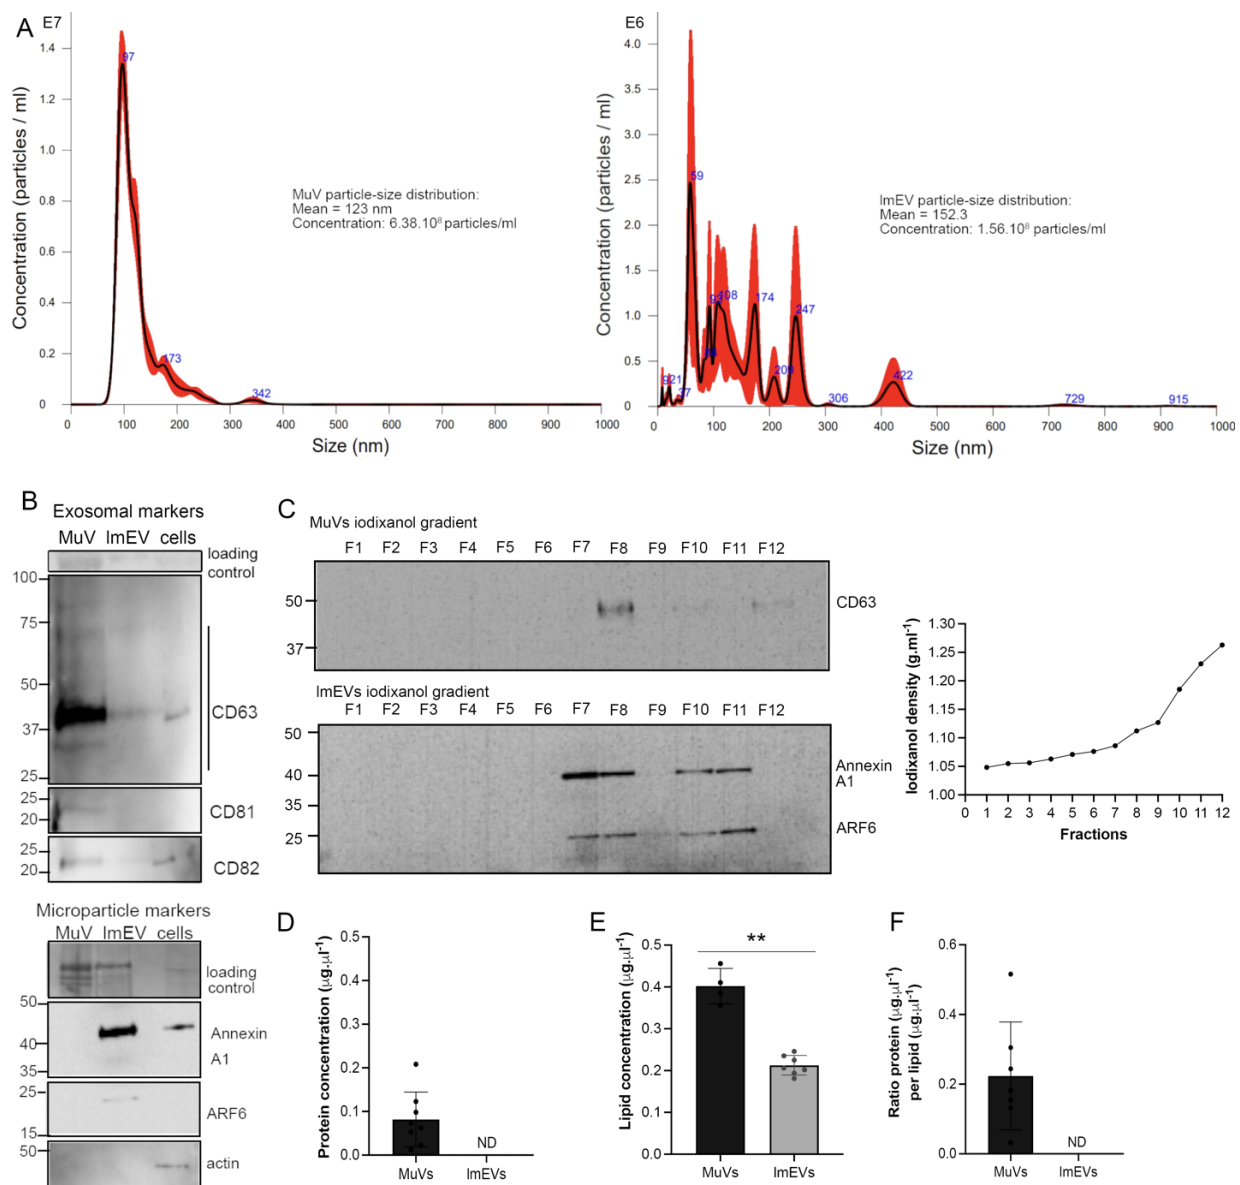 A
E7
Concentration (particles / ml)
1.4
1.2
1.0
0.8
0.6
0.4
0.2
0
97
173
342
MuV particle-size distribution:
Mean = 123 nm
Concentration: 6.38.10⁸ particles/ml
0 100 200 300 400 500 600 700 800 900 1000
Size (nm)
E6
Concentration (particles / ml)
4.0
3.5
3.0
2.5
2.0
1.5
1.0
0.5
0
59
108
174
209
247
306
422
729
915
921
37
ImEV particle-size distribution:
Mean = 152.3
Concentration: 1.56.10⁸ particles/ml
0 100 200 300 400 500 600 700 800 900 1000
Size (nm)
B
Exosomal markers
MuV ImEV cells
loading
control
100
75
50
37
25
CD63
25
20
CD81
25
20
CD82
Microparticle markers
MuV ImEV cells
loading
control
50
40
35
Annexin
A1
25
15
ARF6
50
actin
C
MuVs iodixanol gradient
F1 F2 F3 F4 F5 F6 F7 F8 F9 F10 F11 F12
50
37
CD63
ImEVs iodixanol gradient
F1 F2 F3 F4 F5 F6 F7 F8 F9 F10 F11 F12
50
40
35
25
Annexin
A1
ARF6
Iodixanol density (g.ml⁻¹)
1.30
1.25
1.20
1.15
1.10
1.05
1.00
0 1 2 3 4 5 6 7 8 9 10 11 12
Fractions
D
Protein concentration (µg.µl⁻¹)
0.5
0.4
0.3
0.2
0.1
0.0
ND
MuVs ImEVs
E
Lipid concentration (µg.µl⁻¹)
0.5
0.4
0.3
0.2
0.1
0.0
**
MuVs ImEVs
F
Ratio protein (µg.µl⁻¹)
per lipid (µg.µl⁻¹)
0.6
0.4
0.2
0.0
ND
MuVs ImEVs